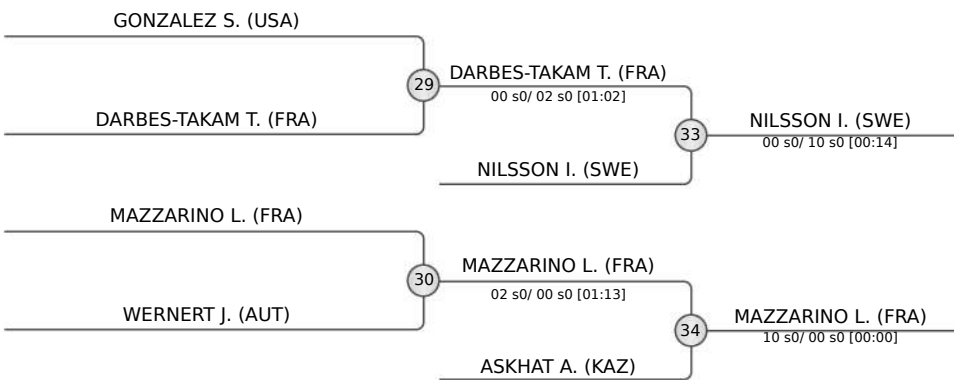 GONZALEZ S. (USA)
29
DARBES-TAKAM T. (FRA)
00 s0/ 02 s0 [01:02]
DARBES-TAKAM T. (FRA)
33
NILSSON I. (SWE)
00 s0/ 10 s0 [00:14]
NILSSON I. (SWE)
MAZZARINO L. (FRA)
30
MAZZARINO L. (FRA)
02 s0/ 00 s0 [01:13]
WERNERT J. (AUT)
34
MAZZARINO L. (FRA)
10 s0/ 00 s0 [00:00]
ASKHAT A. (KAZ)